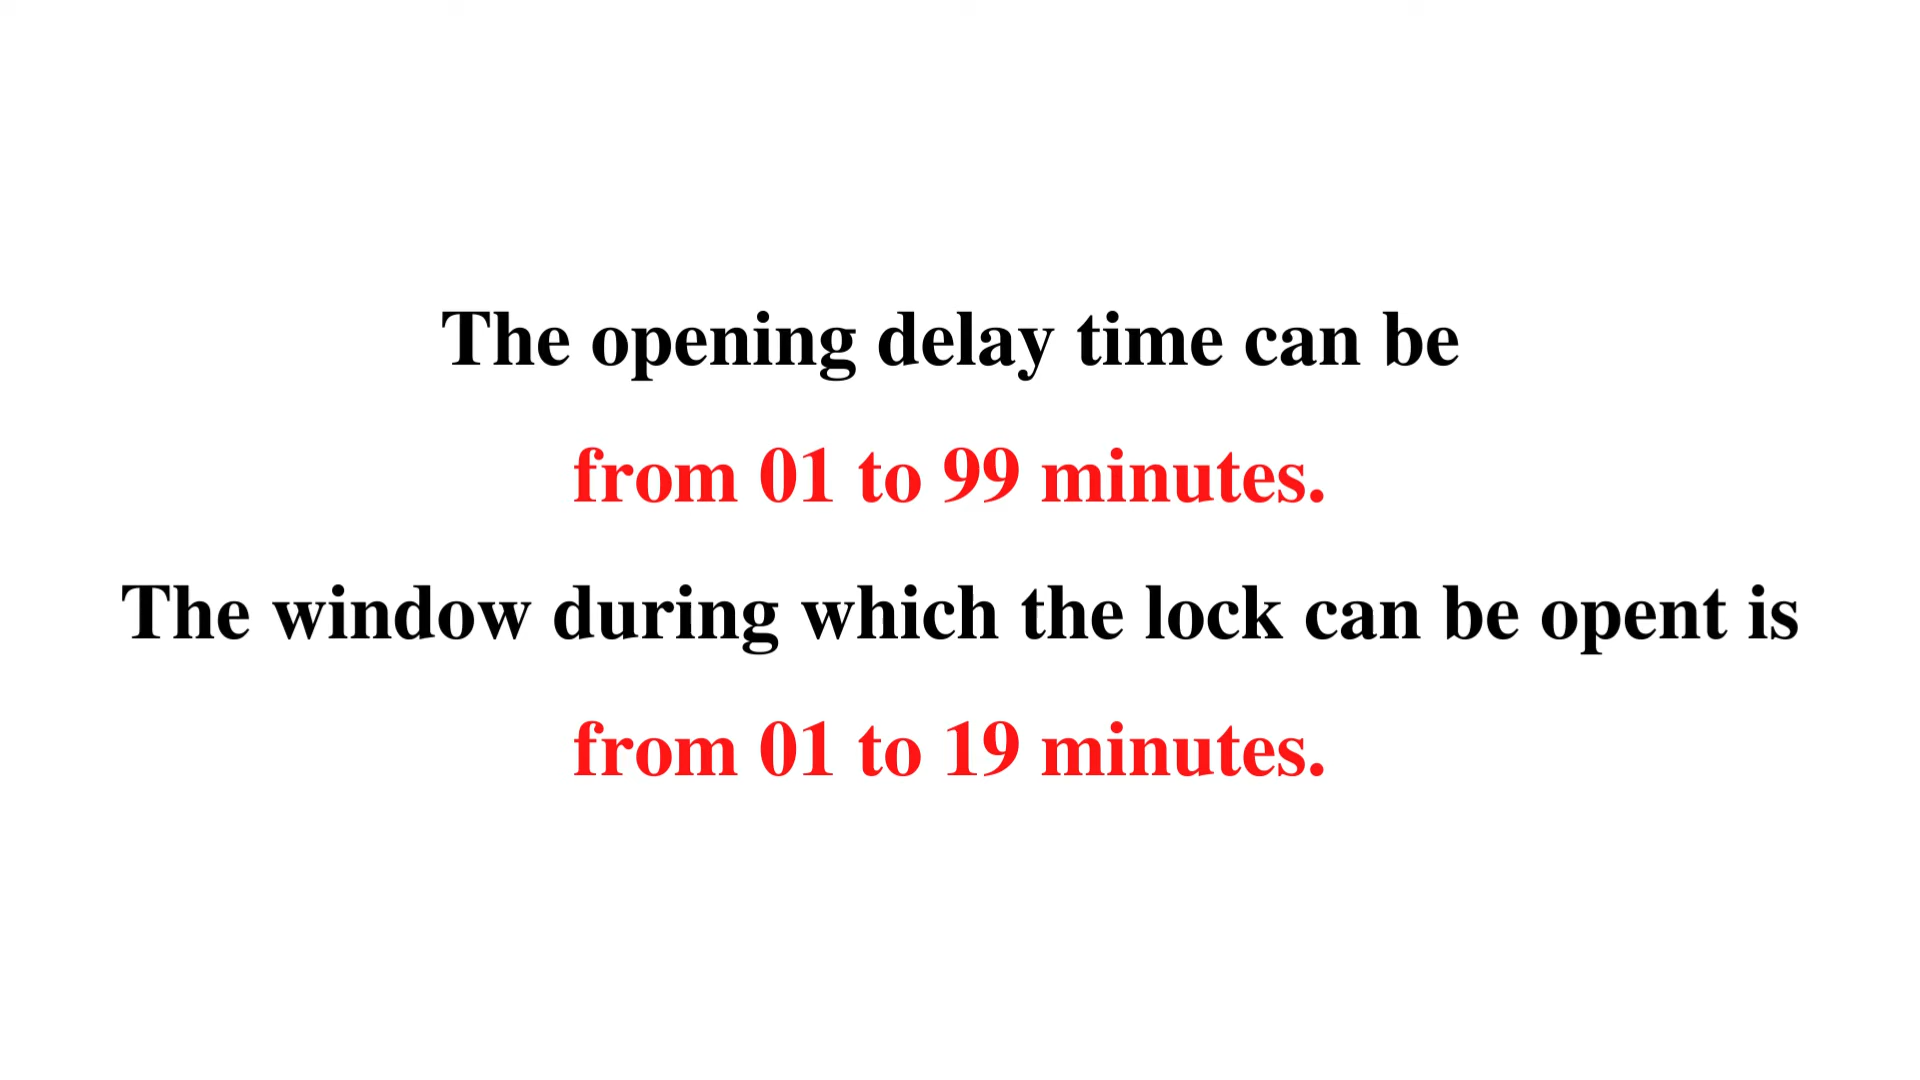 The opening delay time can be
from 01 to 99 minutes.
The window during which the lock can be opent is
from 01 to 19 minutes.